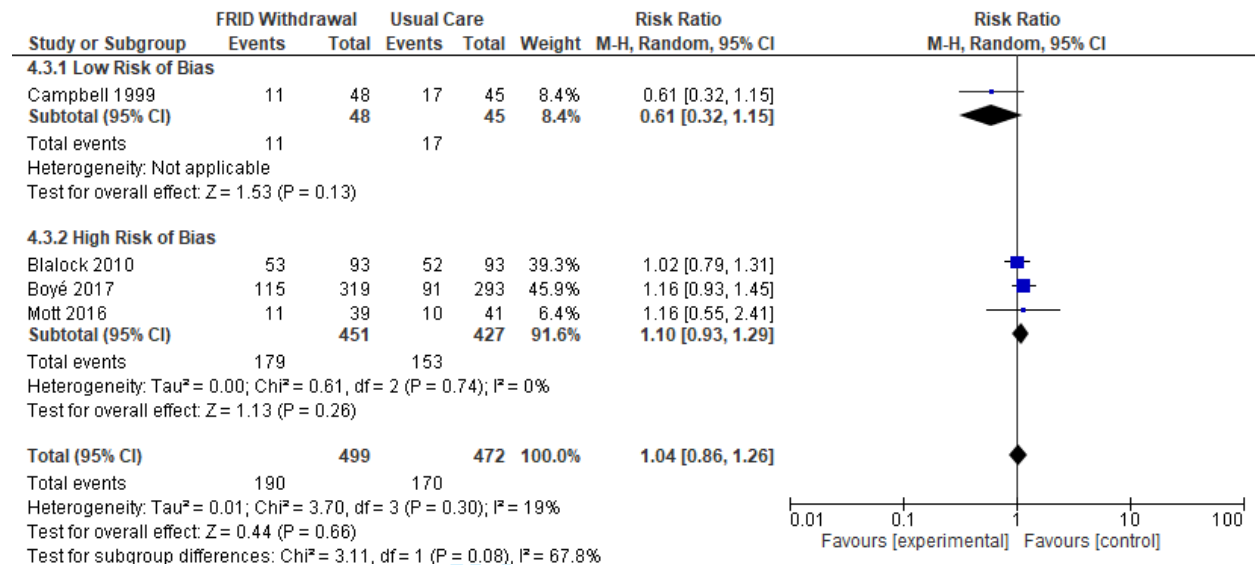 FRID Withdrawal Usual Care Risk Ratio Risk Ratio
Study or Subgroup Events Total Events Total Weight M-H, Random, 95% CI M-H, Random, 95% CI
4.3.1 Low Risk of Bias
Campbell 1999 11 48 17 45 8.4% 0.61 [0.32, 1.15]
Subtotal (95% CI) 48 45 8.4% 0.61 [0.32, 1.15]
Total events 11 17
Heterogeneity: Not applicable
Test for overall effect: Z = 1.53 (P = 0.13)
4.3.2 High Risk of Bias
Blalock 2010 53 93 52 93 39.3% 1.02 [0.79, 1.31]
Boyé 2017 115 319 91 293 45.9% 1.16 [0.93, 1.45]
Mott 2016 11 39 10 41 6.4% 1.16 [0.55, 2.41]
Subtotal (95% CI) 451 427 91.6% 1.10 [0.93, 1.29]
Total events 179 153
Heterogeneity: Tau² = 0.00; Chi² = 0.61, df = 2 (P = 0.74); I² = 0%
Test for overall effect: Z = 1.13 (P = 0.26)
Total (95% CI) 499 472 100.0% 1.04 [0.86, 1.26]
Total events 190 170
Heterogeneity: Tau² = 0.01; Chi² = 3.70, df = 3 (P = 0.30); I² = 19%
Test for overall effect: Z = 0.44 (P = 0.66)
Test for subgroup differences: Chi² = 3.11, df = 1 (P = 0.08), I² = 67.8%
0.01 0.1 1 10 100
Favours [experimental] Favours [control]